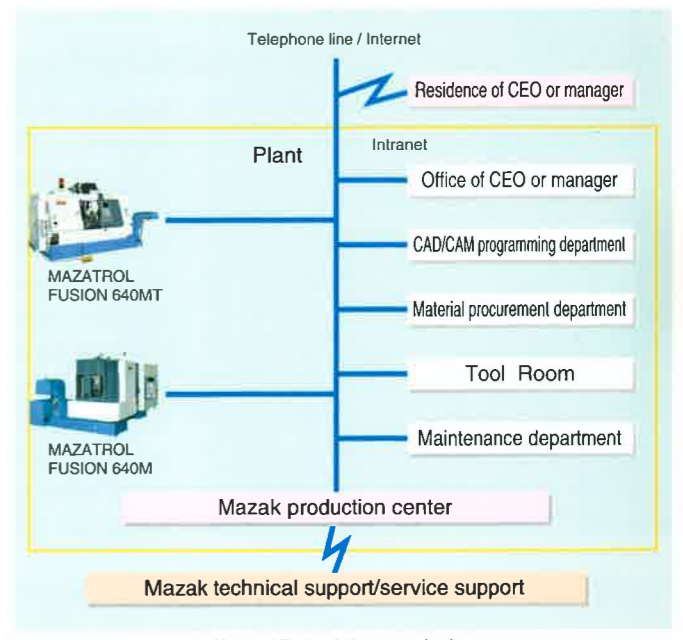 Telephone line / Internet
Residence of CEO or manager
Plant
Intranet
Office of CEO or manager
MAZATROL
FUSION 640MT
CAD/CAM programming department
Material procurement department
Tool Room
MAZATROL
FUSION 640M
Maintenance department
Mazak production center
Mazak technical support/service support